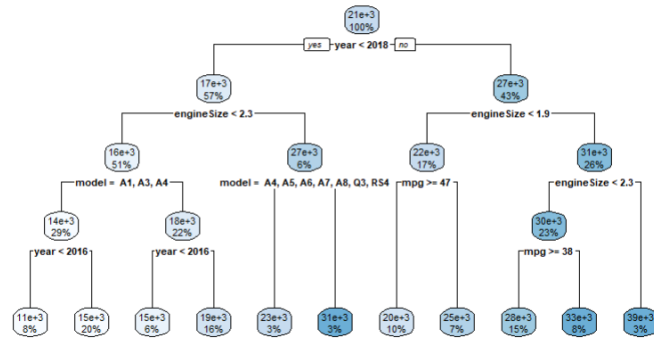 21e+3
100%
yes year < 2018 no
17e+3
57%
27e+3
43%
engineSize < 2.3
engineSize < 1.9
16e+3
51%
27e+3
6%
22e+3
17%
31e+3
26%
model = A1, A3, A4
model = A4, A5, A6, A7, A8, Q3, RS4
mpg >= 47
engineSize < 2.3
14e+3
29%
18e+3
22%
30e+3
23%
year < 2016
year < 2016
mpg >= 38
11e+3
8%
15e+3
20%
15e+3
6%
19e+3
16%
23e+3
3%
31e+3
3%
20e+3
10%
25e+3
7%
28e+3
15%
33e+3
8%
39e+3
3%